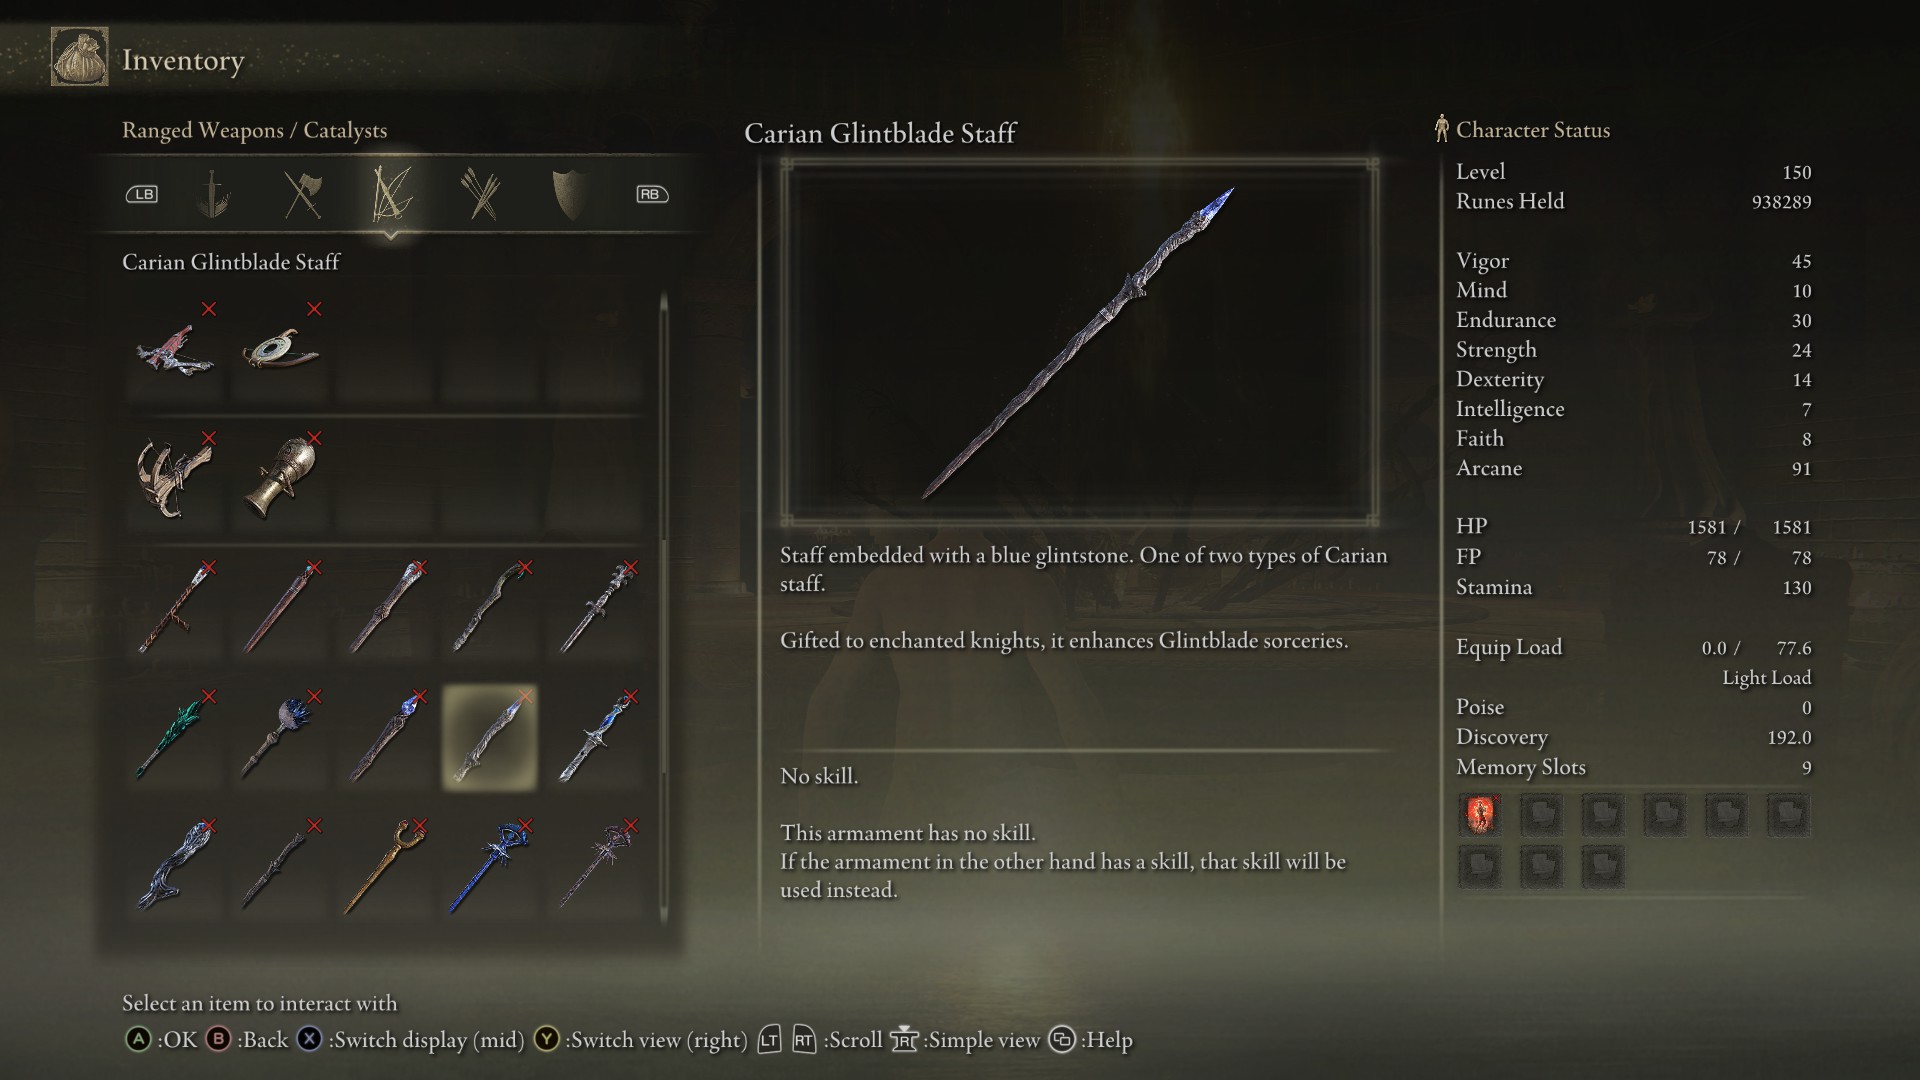 Inventory
Ranged Weapons / Catalysts
LB
RB
Carian Glintblade Staff
Carian Glintblade Staff
Staff embedded with a blue glintstone. One of two types of Carian
staff.
Gifted to enchanted knights, it enhances Glintblade sorceries.
No skill.
This armament has no skill.
If the armament in the other hand has a skill, that skill will be
used instead.
Character Status
Level 150
Runes Held 938289
Vigor 45
Mind 10
Endurance 30
Strength 24
Dexterity 14
Intelligence 7
Faith 8
Arcane 91
HP 1581 / 1581
FP 78 / 78
Stamina 130
Equip Load 0.0 / 77.6
Light Load
Poise 0
Discovery 192.0
Memory Slots 9
Select an item to interact with
A :OK B :Back X :Switch display (mid) Y :Switch view (right) LT RT :Scroll R :Simple view :Help